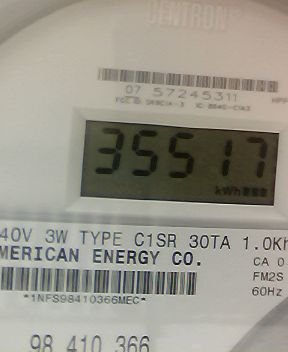 CENTRON
07 57245311
35517
kWh
40V 3W TYPE C1SR 30TA 1.0Kh
MERICAN ENERGY CO.
CA 0
FM2S
*1NFS98410366MEC*
60Hz
98 410 366